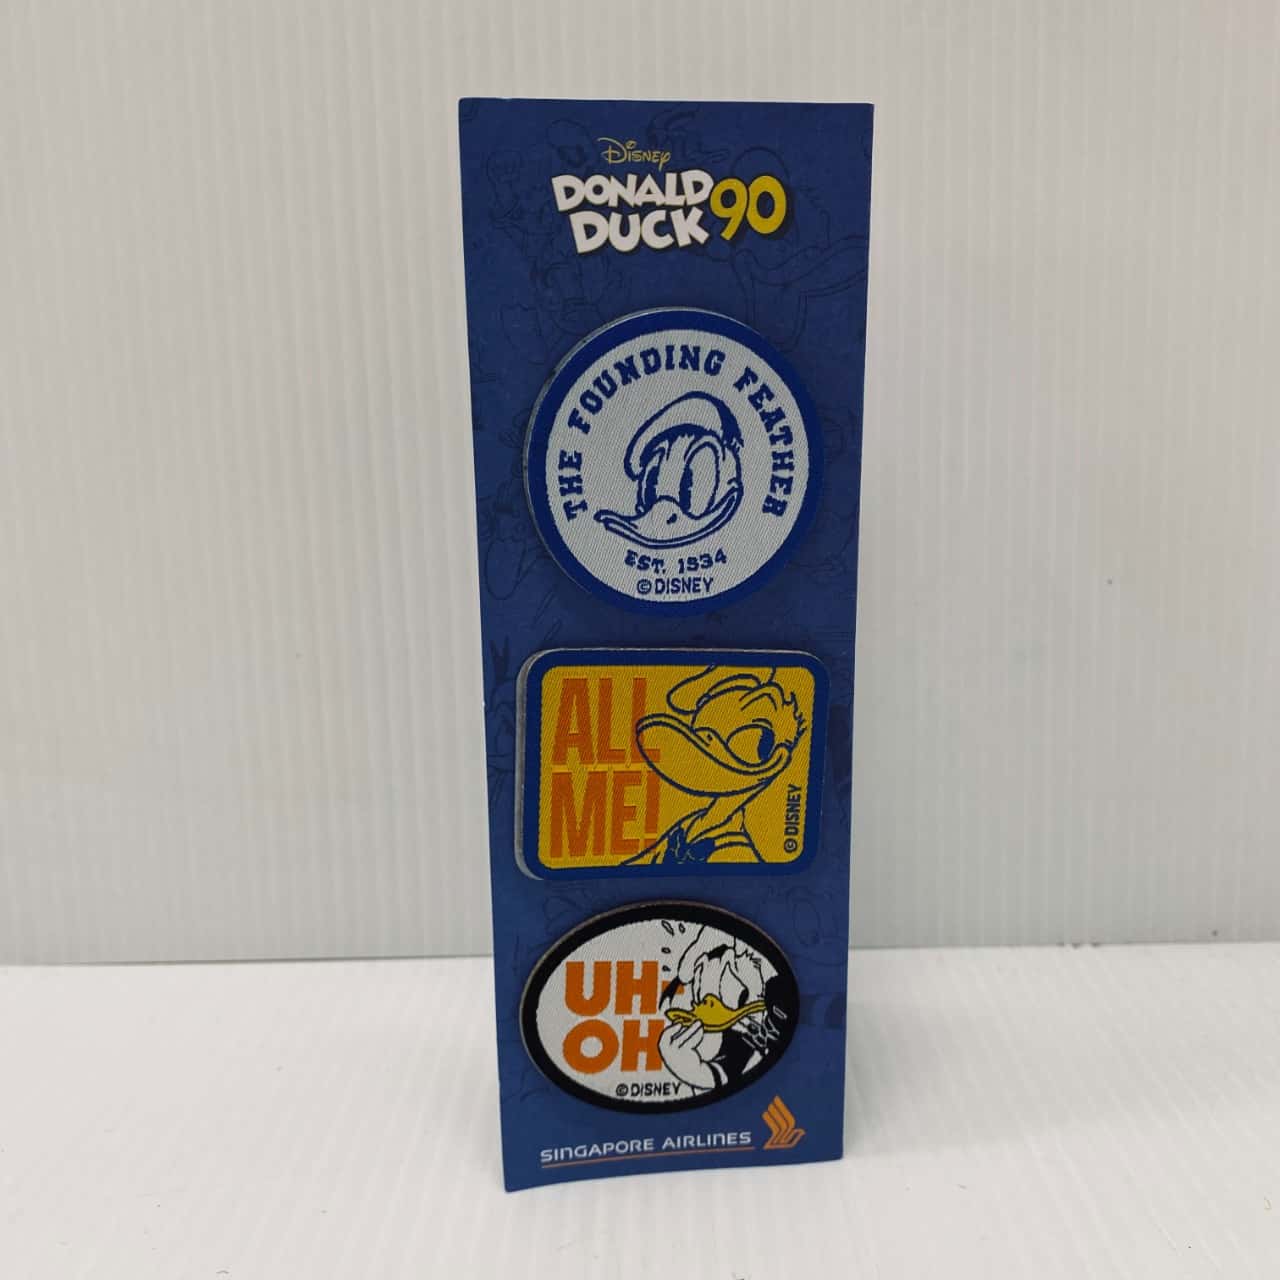 Disney
DONALD
DUCK 90
THE FOUNDING FEATHER
EST. 1934
©DISNEY
ALL
ME!
©DISNEY
UH-
OH
©DISNEY
SINGAPORE AIRLINES